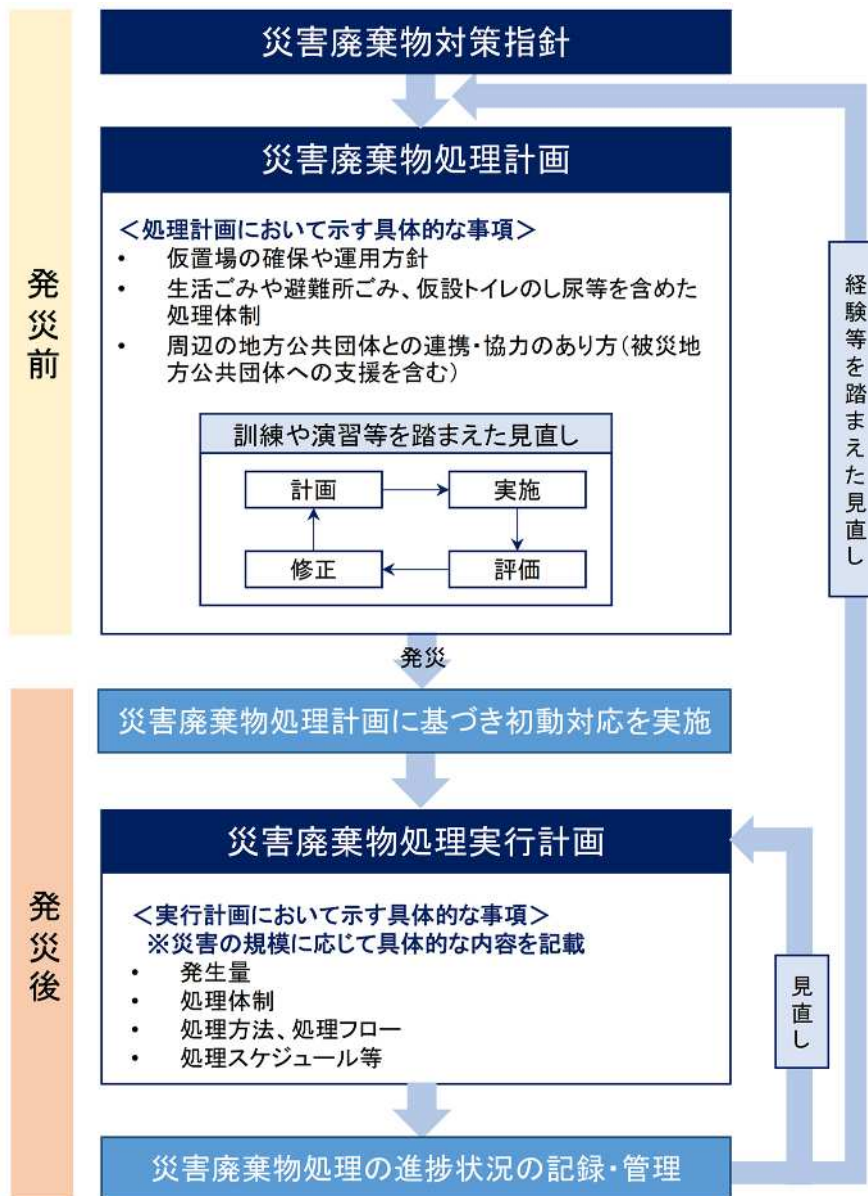 災害廃棄物対策指針
発災前
災害廃棄物処理計画
＜処理計画において示す具体的な事項＞
• 仮置場の確保や運用方針
• 生活ごみや避難所ごみ、仮設トイレのし尿等を含めた
処理体制
• 周辺の地方公共団体との連携・協力のあり方（被災地
方公共団体への支援を含む）
訓練や演習等を踏まえた見直し
計画
実施
修正
評価
経験等を踏まえた見直し
発災
発災後
災害廃棄物処理計画に基づき初動対応を実施
災害廃棄物処理実行計画
＜実行計画において示す具体的な事項＞
※災害の規模に応じて具体的な内容を記載
• 発生量
• 処理体制
• 処理方法、処理フロー
• 処理スケジュール等
見直し
災害廃棄物処理の進捗状況の記録・管理